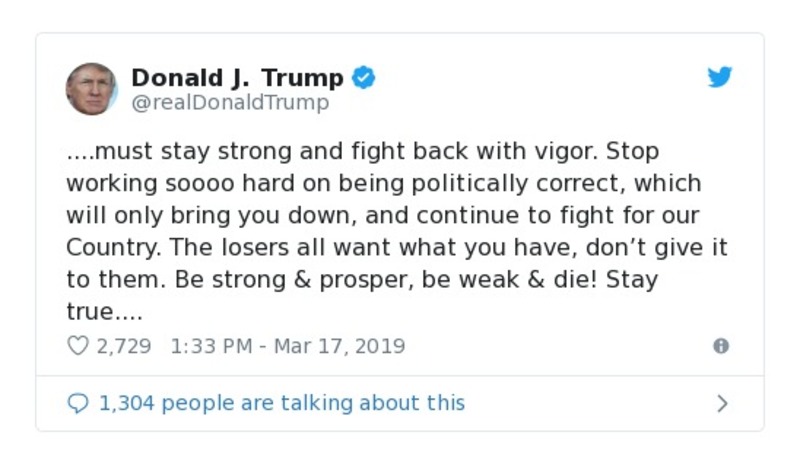 Donald J. Trump
@realDonaldTrump
....must stay strong and fight back with vigor. Stop
working soooo hard on being politically correct, which
will only bring you down, and continue to fight for our
Country. The losers all want what you have, don’t give it
to them. Be strong & prosper, be weak & die! Stay
true....
2,729 1:33 PM - Mar 17, 2019
1,304 people are talking about this